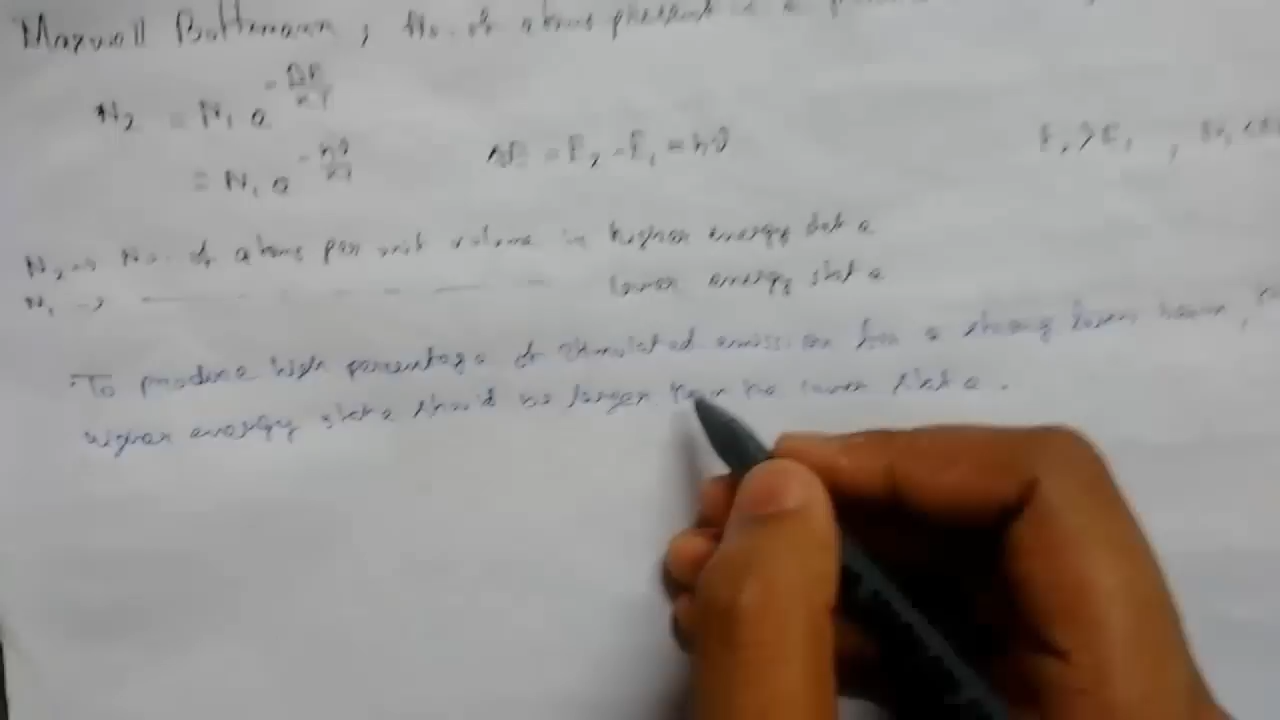 Maxwell Boltzmann, No. of atoms present in a
N₂ = N₁ e^(-ΔE/KT)
= N₁ e^(-hν/KT) ΔE = E₂ - E₁ = hν E₂ > E₁ ,
N₂ → No. of atoms per unit volume in higher energy state
N₁ → — — — — — lower energy state
To produce high percentage of stimulated emission for a strong laser beam,
higher energy state should be larger than the lower state.